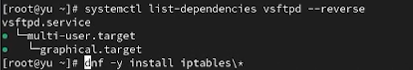 [root@yu ~]# systemctl list-dependencies vsftpd --reverse
vsftpd.service
● └─multi-user.target
●   └─graphical.target
[root@yu ~]# dnf -y install iptables\*